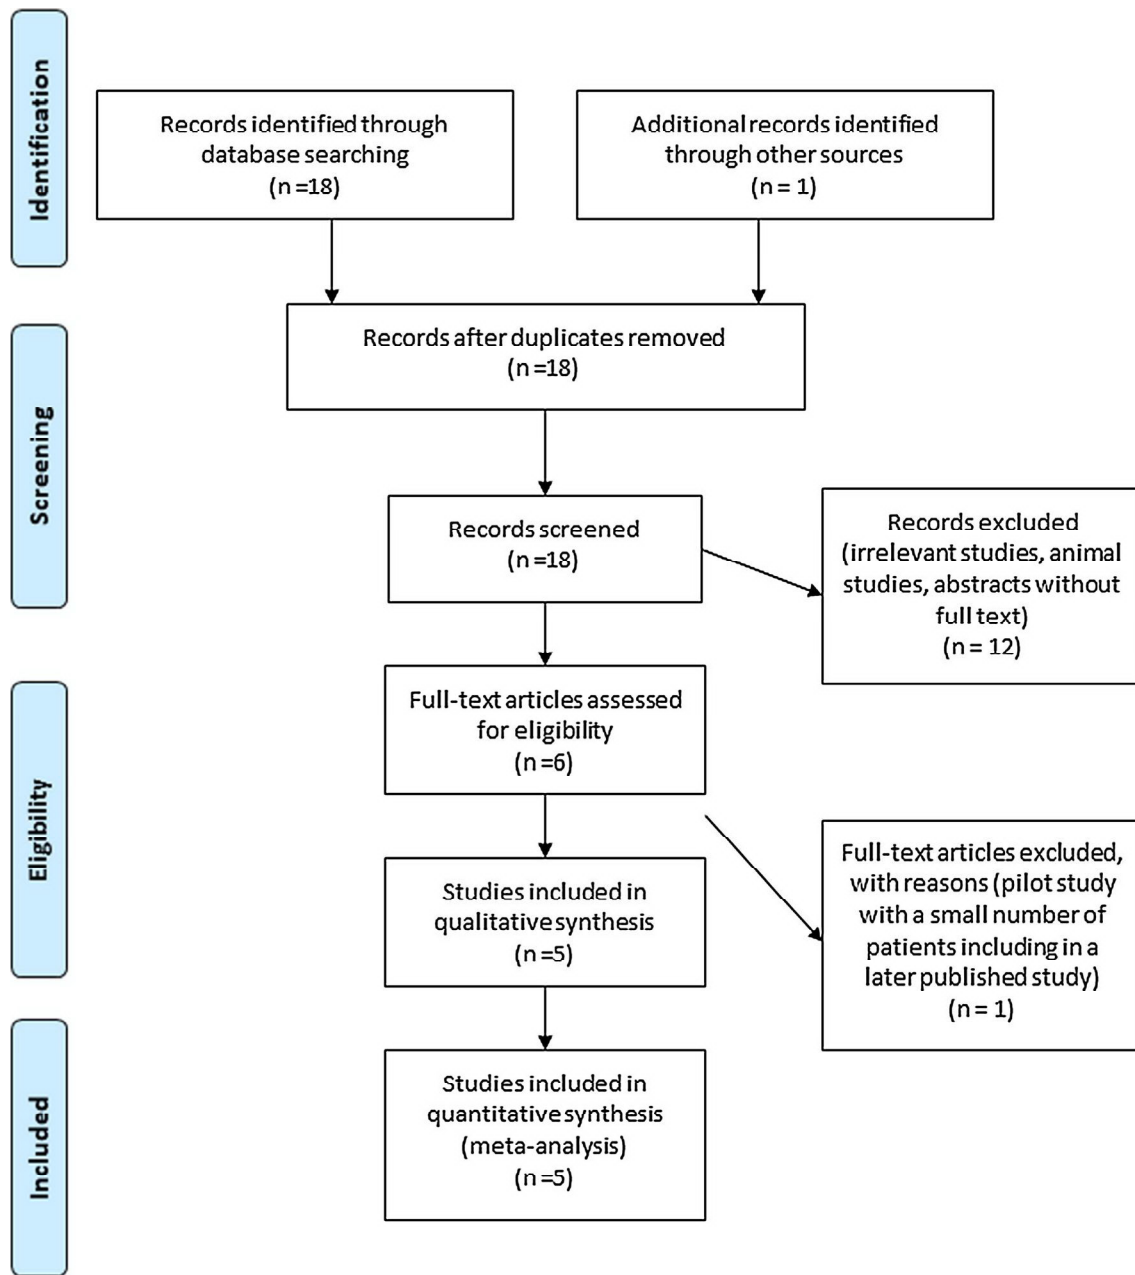 Identification
Records identified through
database searching
(n =18)
Additional records identified
through other sources
(n = 1)
Records after duplicates removed
(n =18)
Screening
Records screened
(n =18)
Records excluded
(irrelevant studies, animal
studies, abstracts without
full text)
(n = 12)
Full-text articles assessed
for eligibility
(n =6)
Eligibility
Full-text articles excluded,
with reasons (pilot study
with a small number of
patients including in a
later published study)
(n = 1)
Studies included in
qualitative synthesis
(n =5)
Included
Studies included in
quantitative synthesis
(meta-analysis)
(n =5)